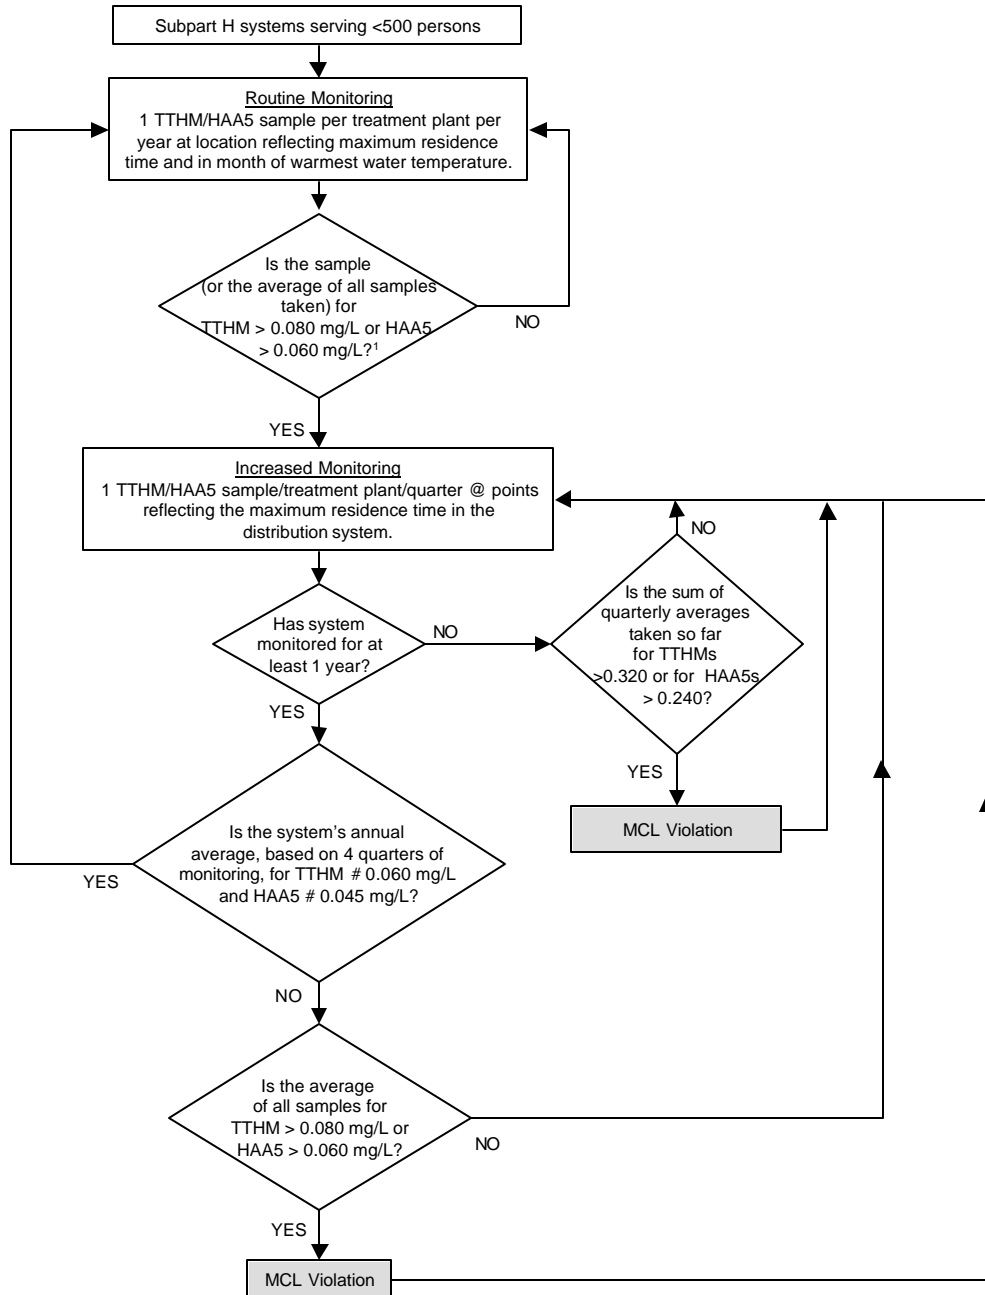 Subpart H systems serving <500 persons
Routine Monitoring
1 TTHM/HAA5 sample per treatment plant per
year at location reflecting maximum residence
time and in month of warmest water temperature.
Is the sample
(or the average of all samples
taken) for
TTHM > 0.080 mg/L or HAA5
> 0.060 mg/L?¹
NO
YES
Increased Monitoring
1 TTHM/HAA5 sample/treatment plant/quarter @ points
reflecting the maximum residence time in the
distribution system.
NO
Has system
monitored for at
least 1 year?
NO
Is the sum of
quarterly averages
taken so far
for TTHMs
>0.320 or for HAA5s
> 0.240?
YES
YES
MCL Violation
Is the system's annual
average, based on 4 quarters of
monitoring, for TTHM # 0.060 mg/L
and HAA5 # 0.045 mg/L?
YES
NO
Is the average
of all samples for
TTHM > 0.080 mg/L or
HAA5 > 0.060 mg/L?
NO
YES
MCL Violation